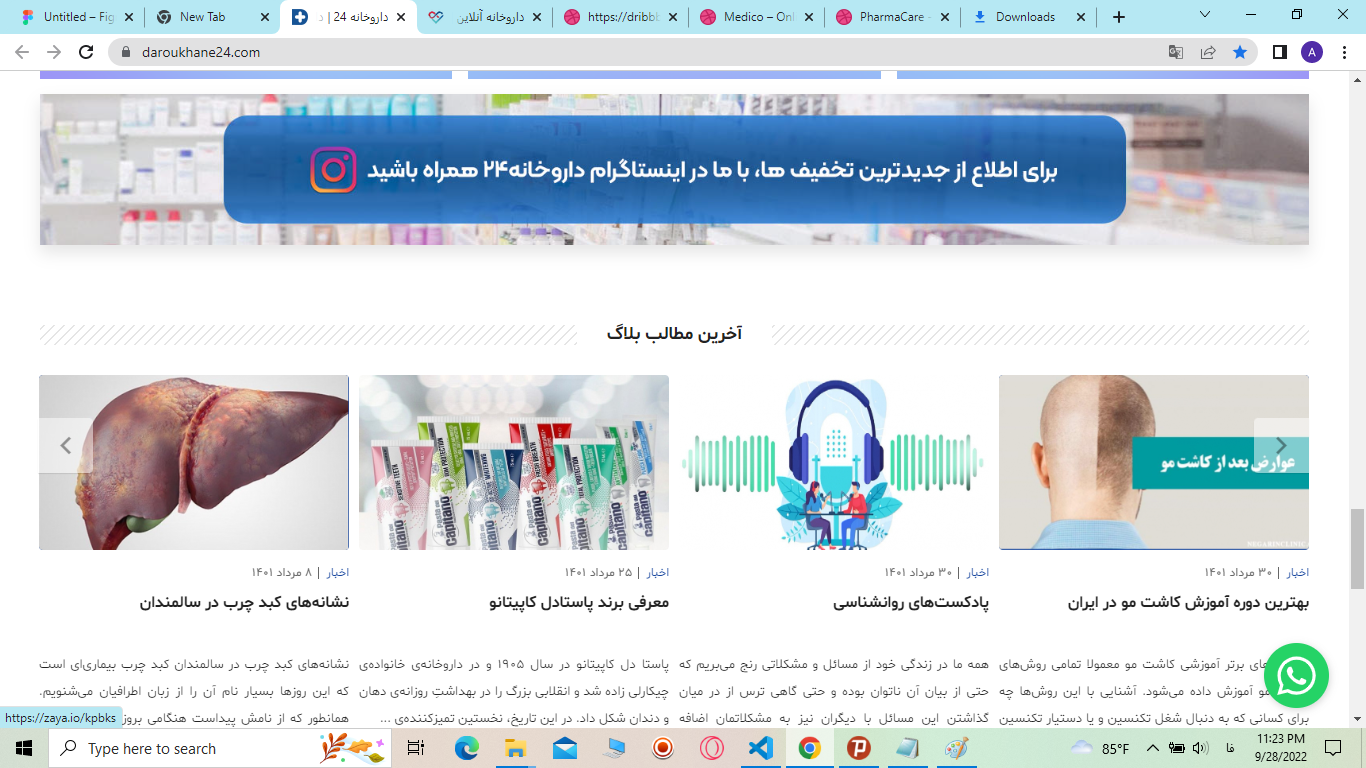 Untitled – Fig
New Tab
داروخانه 24 | د
داروخانه آنلاین
https://dribbb
Medico – Onl
PharmaCare -
Downloads
daroukhane24.com
A
برای اطلاع از جدیدترین تخفیف ها، با ما در اینستاگرام داروخانه۲۴ همراه باشید
آخرین مطالب بلاگ
عوارض بعد از کاشت مو
اخبار | ۳۰ مرداد ۱۴۰۱
بهترین دوره آموزش کاشت مو در ایران
های برتر آموزشی کاشت مو معمولا تمامی روش‌های
مو آموزش داده می‌شود. آشنایی با این روش‌ها چه
برای کسانی که به دنبال شغل تکنسین و یا دستیار تکنسین
اخبار | ۳۰ مرداد ۱۴۰۱
پادکست‌های روانشناسی
همه ما در زندگی خود از مسائل و مشکلاتی رنج می‌بریم که
حتی از بیان آن ناتوان بوده و حتی گاهی ترس از در میان
گذاشتن این مسائل با دیگران نیز به مشکلاتمان اضافه
capitano
اخبار | ۲۵ مرداد ۱۴۰۱
معرفی برند پاستادل کاپیتانو
پاستا دل کاپیتانو در سال ۱۹۰۵ و در داروخانه‌ی خانواده‌ی
چیکارلی زاده شد و انقلابی بزرگ را در بهداشتِ روزانه‌ی دهان
و دندان شکل داد. در این تاریخ، نخستین تمیزکننده‌ی ...
اخبار | ۸ مرداد ۱۴۰۱
نشانه‌های کبد چرب در سالمندان
نشانه‌های کبد چرب در سالمندان کبد چرب بیماری‌ای است
که این روزها بسیار نام آن را از زبان اطرافیان می‌شنویم.
همانطور که از نامش پیداست هنگامی بروز
https://zaya.io/kpbks
Type here to search
85°F
فا
11:23 PM
9/28/2022